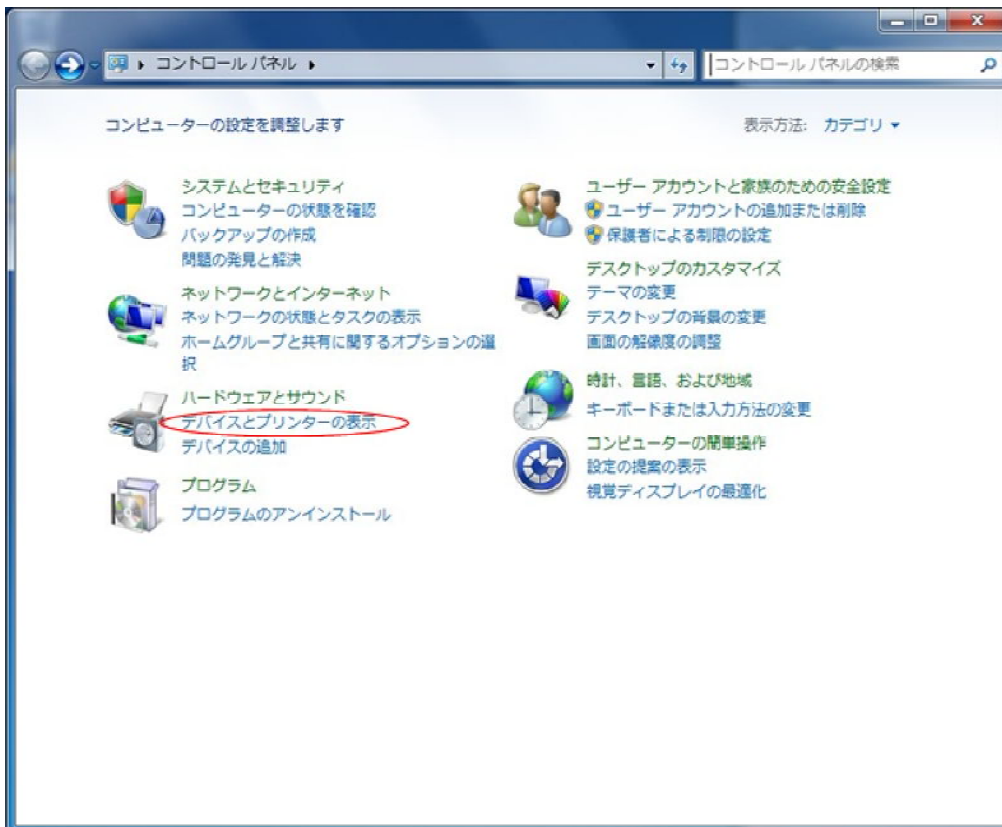 コントロール パネル
コントロール パネルの検索
コンピューターの設定を調整します
表示方法: カテゴリ
システムとセキュリティ
コンピューターの状態を確認
バックアップの作成
問題の発見と解決
ネットワークとインターネット
ネットワークの状態とタスクの表示
ホームグループと共有に関するオプションの選
択
ハードウェアとサウンド
デバイスとプリンターの表示
デバイスの追加
プログラム
プログラムのアンインストール
ユーザー アカウントと家族のための安全設定
ユーザー アカウントの追加または削除
保護者による制限の設定
デスクトップのカスタマイズ
テーマの変更
デスクトップの背景の変更
画面の解像度の調整
時計、言語、および地域
キーボードまたは入力方法の変更
コンピューターの簡単操作
設定の提案の表示
視覚ディスプレイの最適化